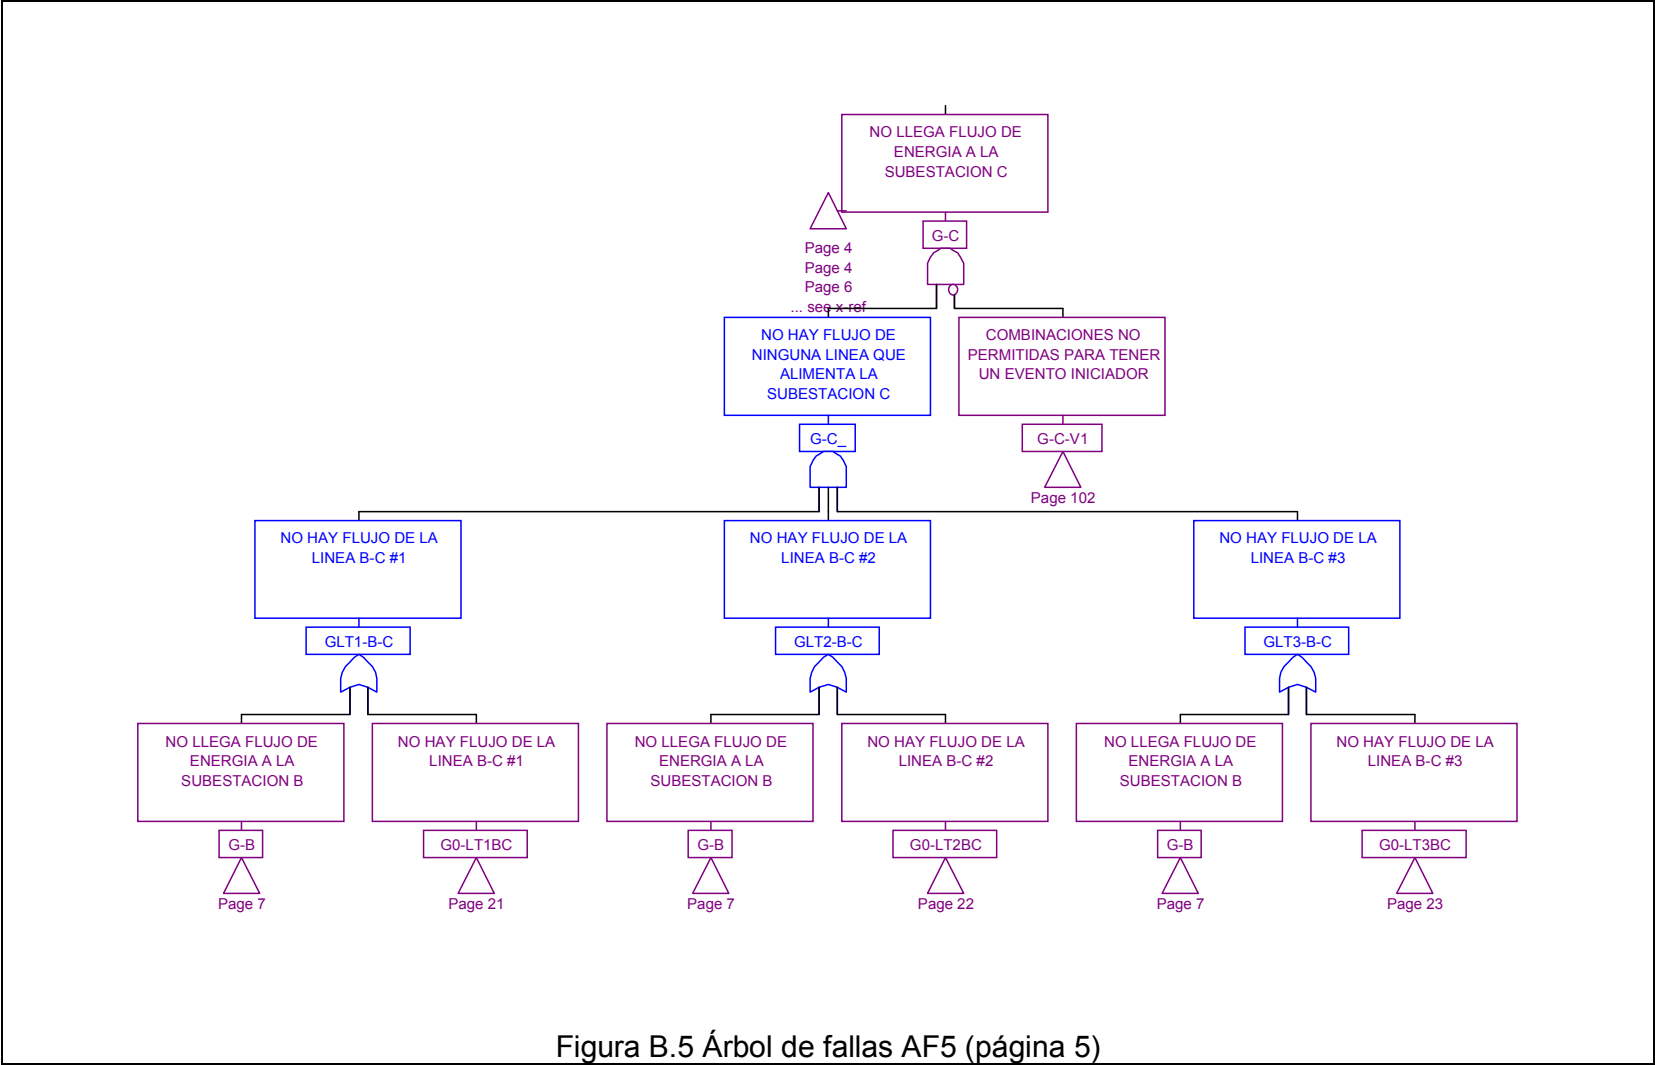 NO LLEGA FLUJO DE
ENERGIA A LA
SUBESTACION C
G-C
Page 4
Page 4
Page 6
... see x-ref
NO HAY FLUJO DE
NINGUNA LINEA QUE
ALIMENTA LA
SUBESTACION C
G-C_
COMBINACIONES NO
PERMITIDAS PARA TENER
UN EVENTO INICIADOR
G-C-V1
Page 102
NO HAY FLUJO DE LA
LINEA B-C #1
GLT1-B-C
NO HAY FLUJO DE LA
LINEA B-C #2
GLT2-B-C
NO HAY FLUJO DE LA
LINEA B-C #3
GLT3-B-C
NO LLEGA FLUJO DE
ENERGIA A LA
SUBESTACION B
G-B
Page 7
NO HAY FLUJO DE LA
LINEA B-C #1
G0-LT1BC
Page 21
NO LLEGA FLUJO DE
ENERGIA A LA
SUBESTACION B
G-B
Page 7
NO HAY FLUJO DE LA
LINEA B-C #2
G0-LT2BC
Page 22
NO LLEGA FLUJO DE
ENERGIA A LA
SUBESTACION B
G-B
Page 7
NO HAY FLUJO DE LA
LINEA B-C #3
G0-LT3BC
Page 23
Figura B.5 Árbol de fallas AF5 (página 5)